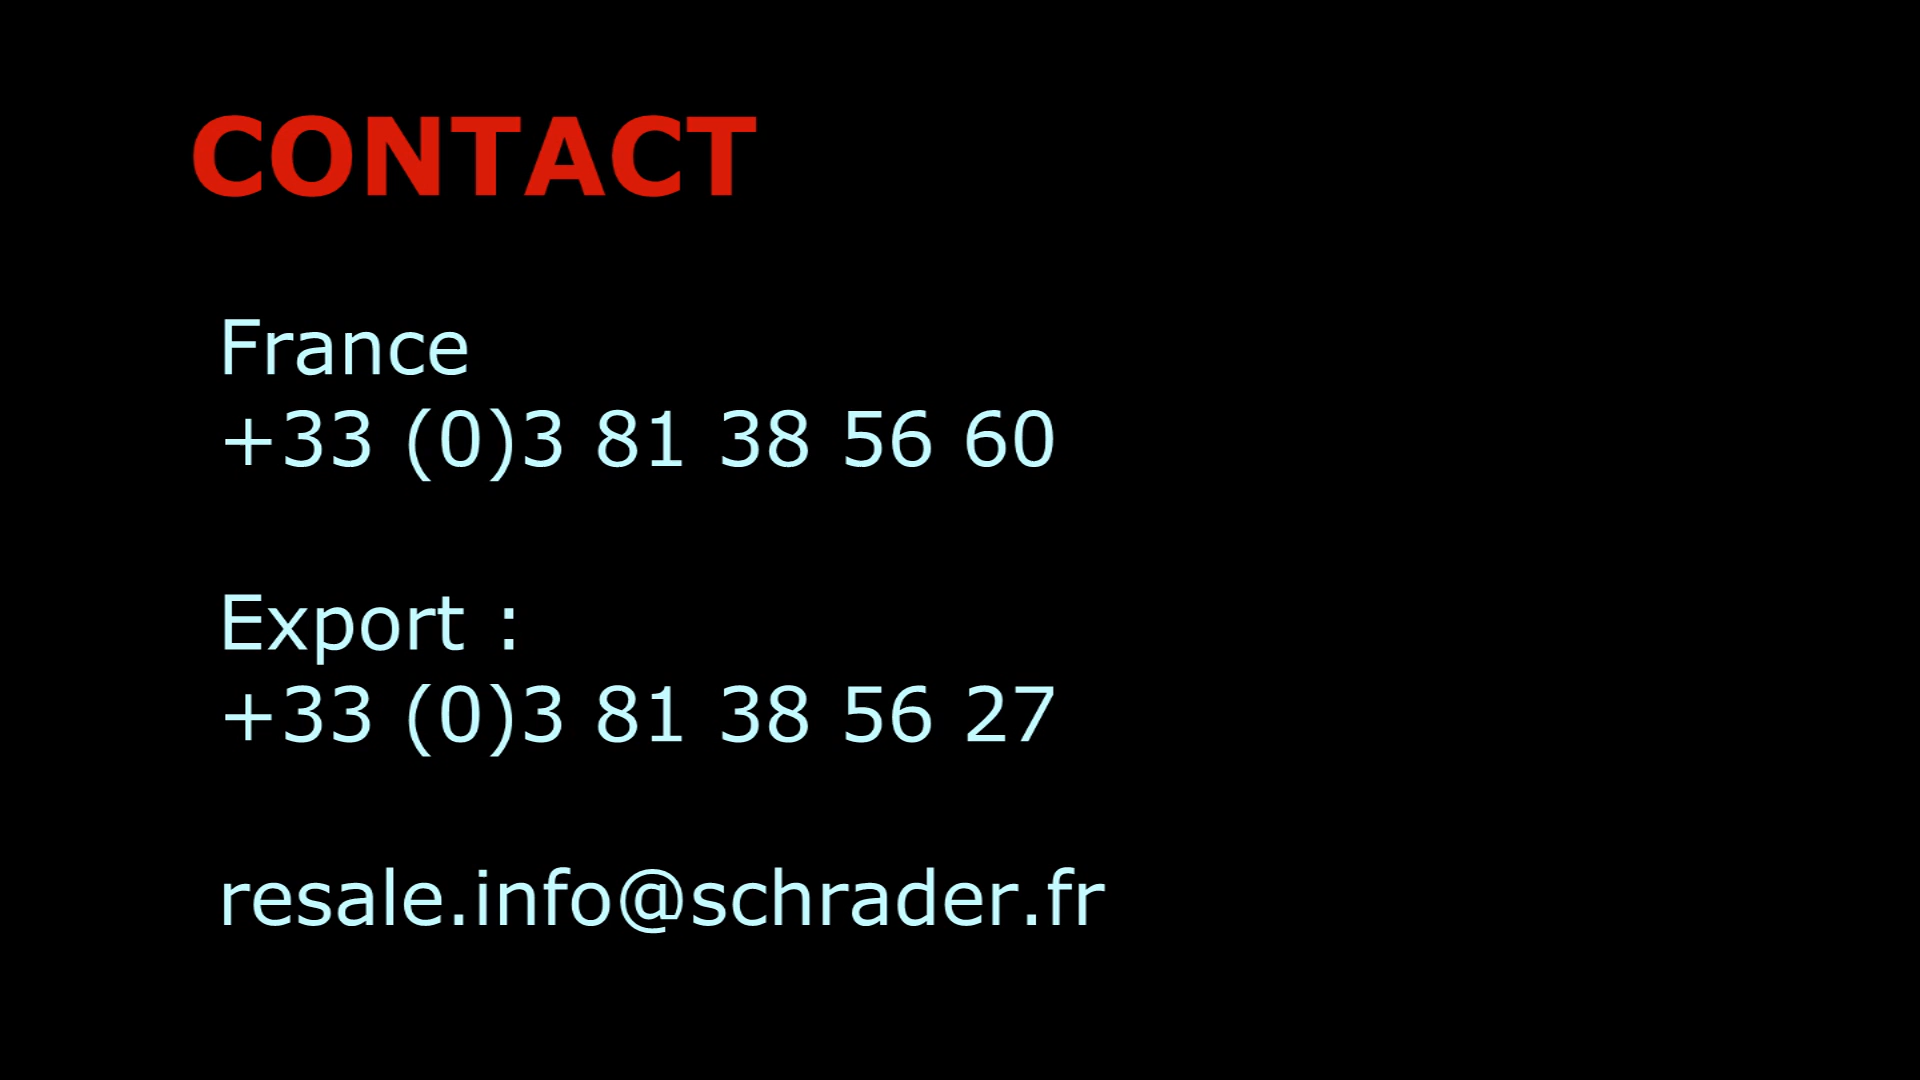 CONTACT
France
+33 (0)3 81 38 56 60
Export :
+33 (0)3 81 38 56 27
resale.info@schrader.fr